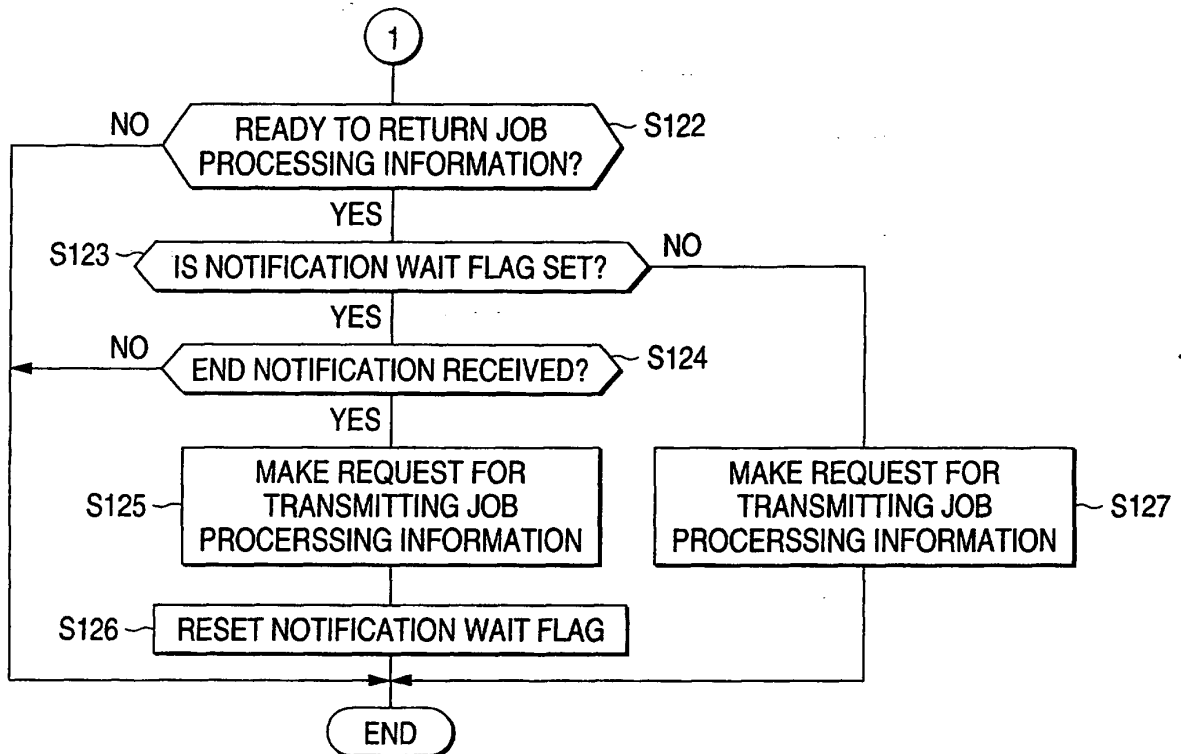 1
NO
READY TO RETURN JOB
PROCESSING INFORMATION?
S122
YES
S123
IS NOTIFICATION WAIT FLAG SET?
NO
YES
NO
END NOTIFICATION RECEIVED?
S124
YES
S125
MAKE REQUEST FOR
TRANSMITTING JOB
PROCERSSING INFORMATION
MAKE REQUEST FOR
TRANSMITTING JOB
PROCERSSING INFORMATION
S127
S126
RESET NOTIFICATION WAIT FLAG
END